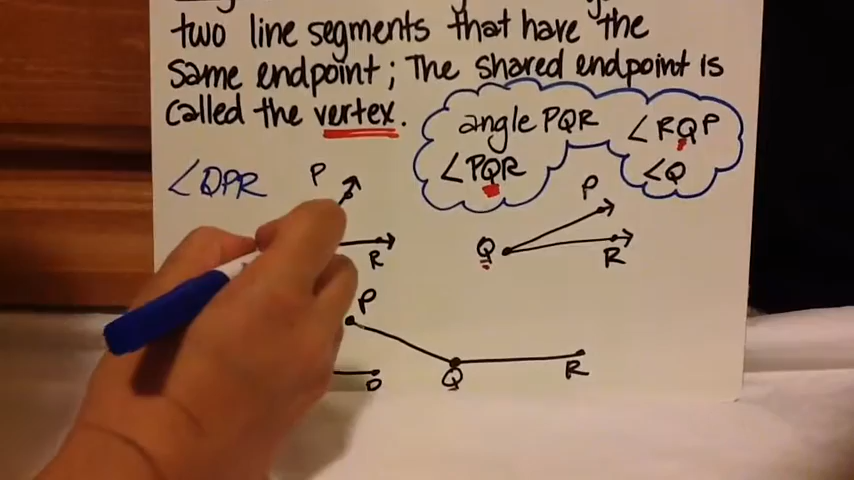 two line segments that have the
same endpoint; The shared endpoint is
called the vertex.
angle PQR
∠RQP
∠PQR
∠Q
∠QPR
P
R
P
Q
R
P
Q
R